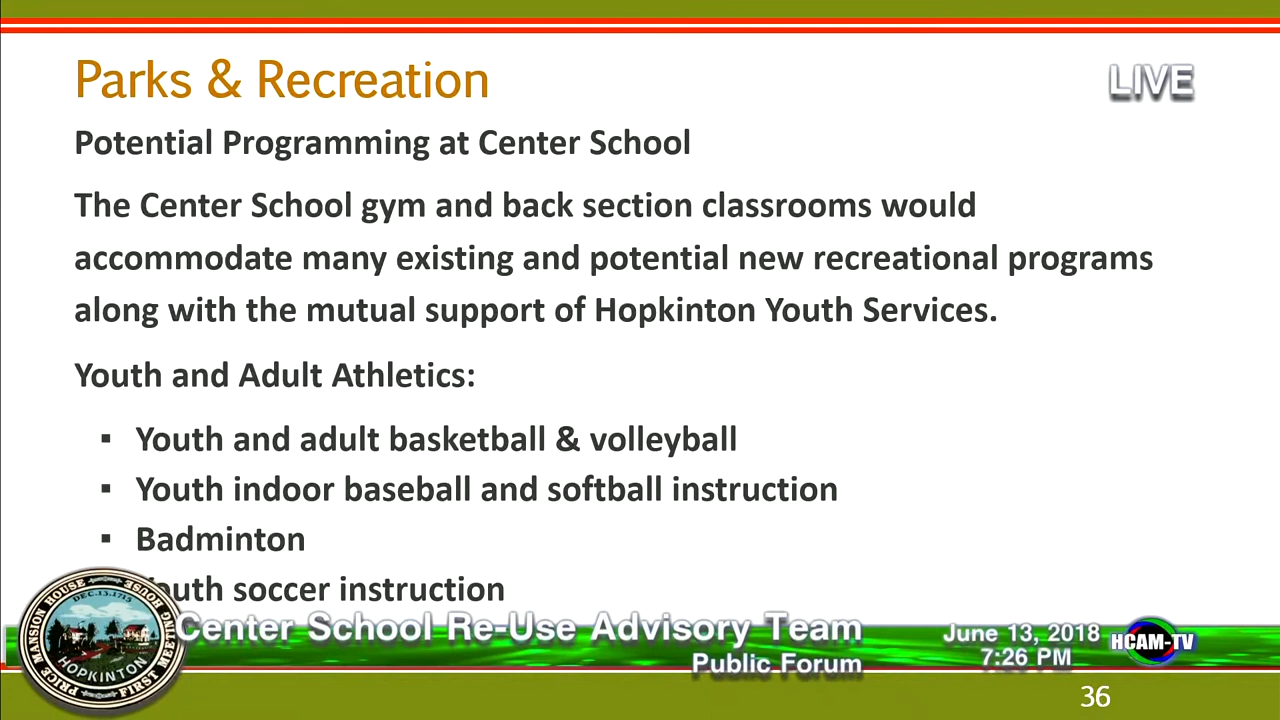 Parks & Recreation
LIVE
Potential Programming at Center School
The Center School gym and back section classrooms would
accommodate many existing and potential new recreational programs
along with the mutual support of Hopkinton Youth Services.
Youth and Adult Athletics:
▪ Youth and adult basketball & volleyball
▪ Youth indoor baseball and softball instruction
▪ Badminton
Youth soccer instruction
Center School Re-Use Advisory Team
Public Forum
June 13, 2018
7:26 PM
HCAM-TV
PRICE MANSION HOUSE
FIRST MEETING HOUSE
DEC.13.1715
HOPKINTON
36